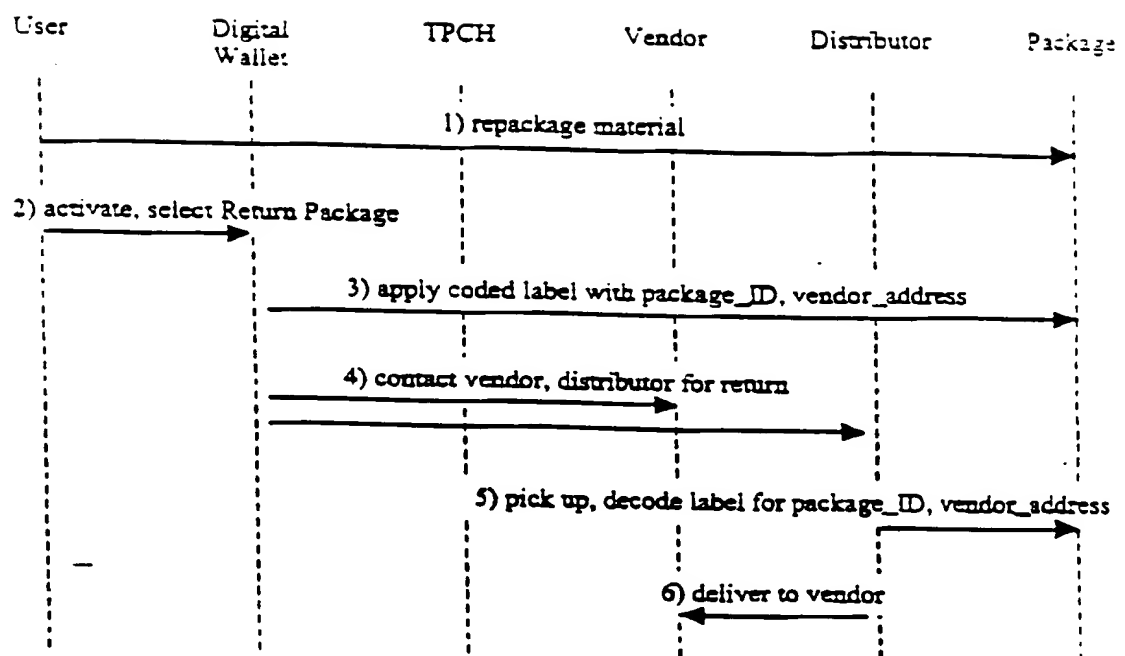 User
Digital
Wallet
TPCH
Vendor
Distributor
Package
1) repackage material
2) activate, select Return Package
3) apply coded label with package_ID, vendor_address
4) contact vendor, distributor for return
5) pick up, decode label for package_ID, vendor_address
6) deliver to vendor